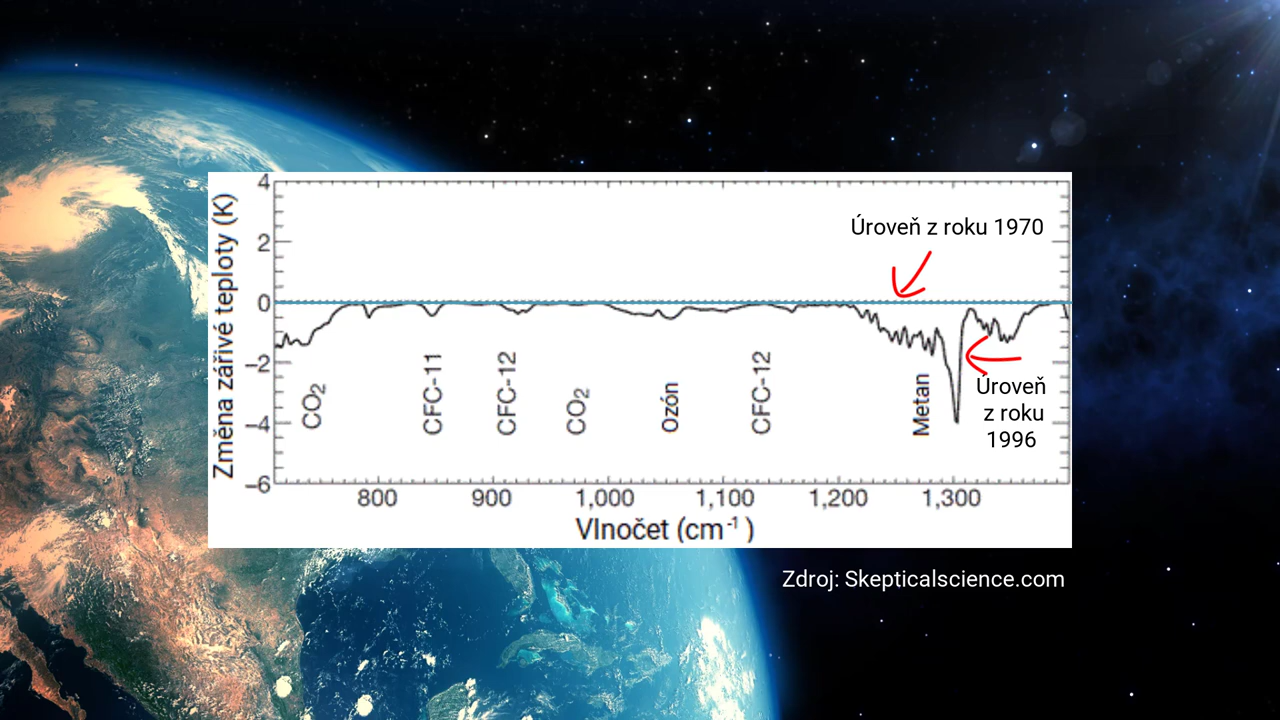 Změna zářivé teploty (K)
4
2
0
−2
−4
−6
Úroveň z roku 1970
CO₂
CFC-11
CFC-12
CO₂
Ozón
CFC-12
Metan
Úroveň
z roku
1996
800
900
1,000
1,100
1,200
1,300
Vlnočet (cm⁻¹ )
Zdroj: Skepticalscience.com